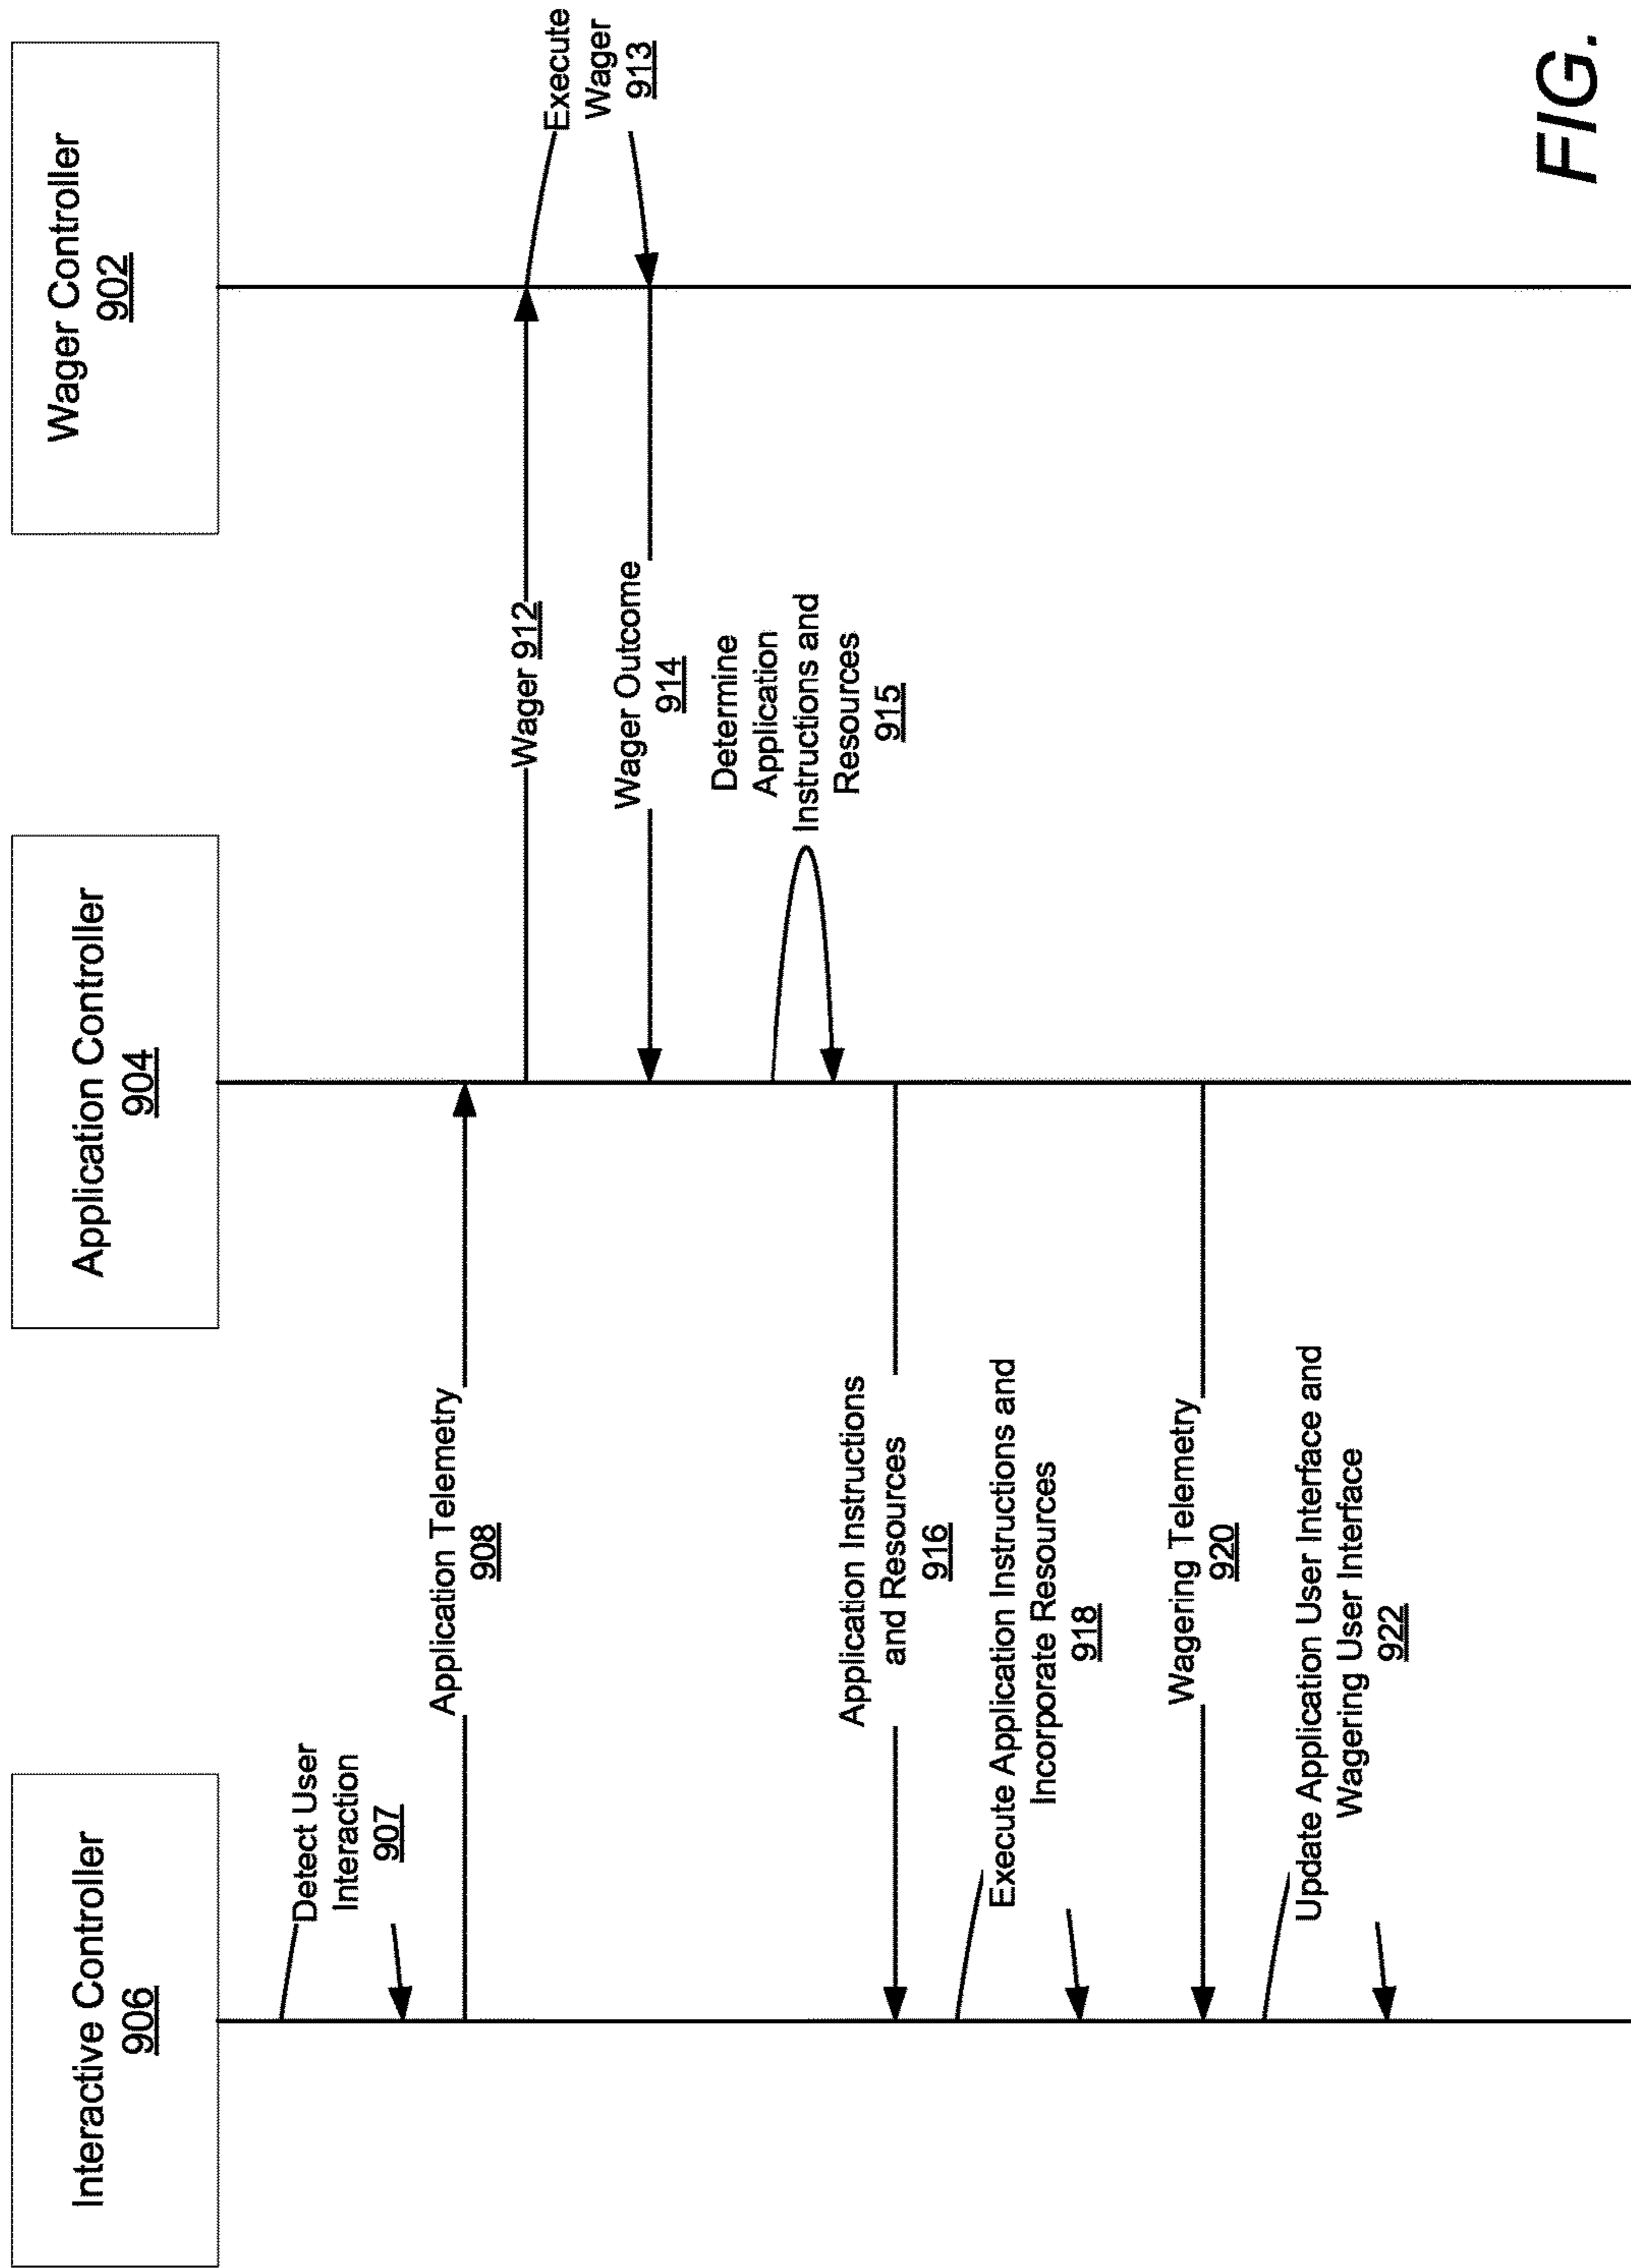 Interactive Controller
906
Application Controller
904
Wager Controller
902
Detect User
Interaction
907
Application Telemetry
908
Wager 912
Execute
Wager
913
Wager Outcome
914
Determine
Application
Instructions and
Resources
915
Application Instructions
and Resources
916
Execute Application Instructions and
Incorporate Resources
918
Wagering Telemetry
920
Update Application User Interface and
Wagering User Interface
922
FIG.